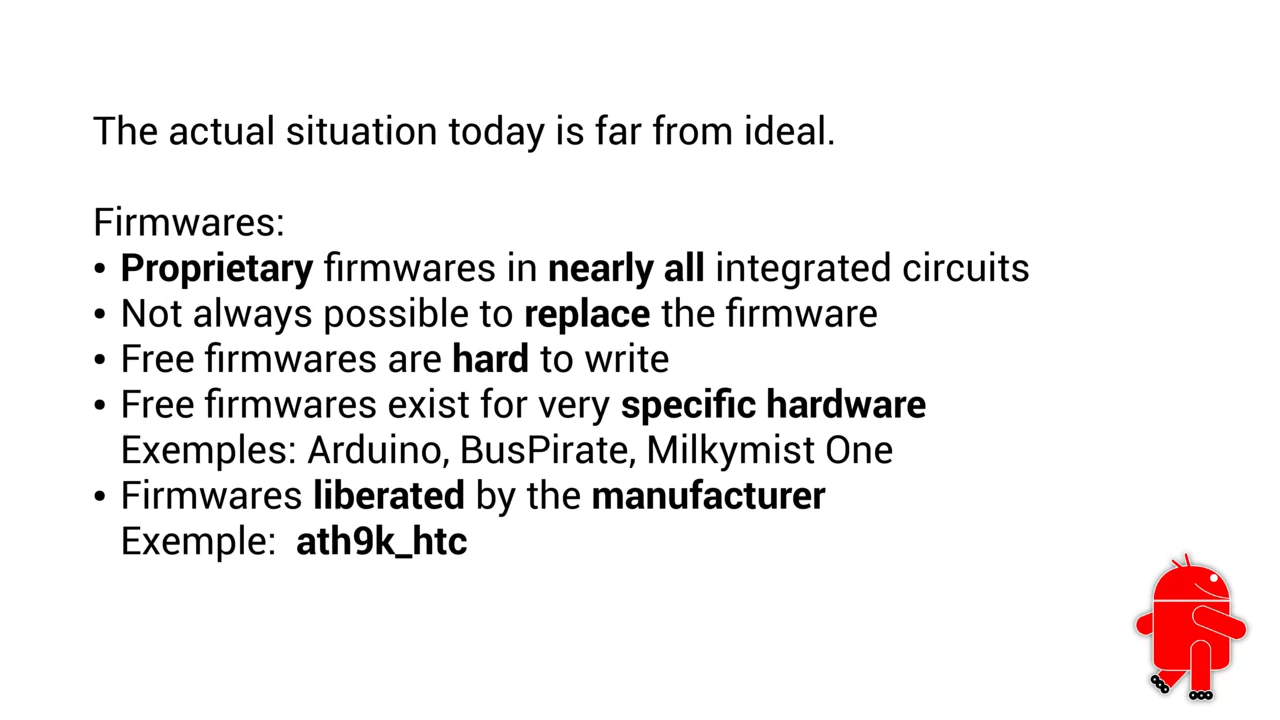 The actual situation today is far from ideal.
Firmwares:
• Proprietary firmwares in nearly all integrated circuits
• Not always possible to replace the firmware
• Free firmwares are hard to write
• Free firmwares exist for very specific hardware
Exemples: Arduino, BusPirate, Milkymist One
• Firmwares liberated by the manufacturer
Exemple: ath9k_htc